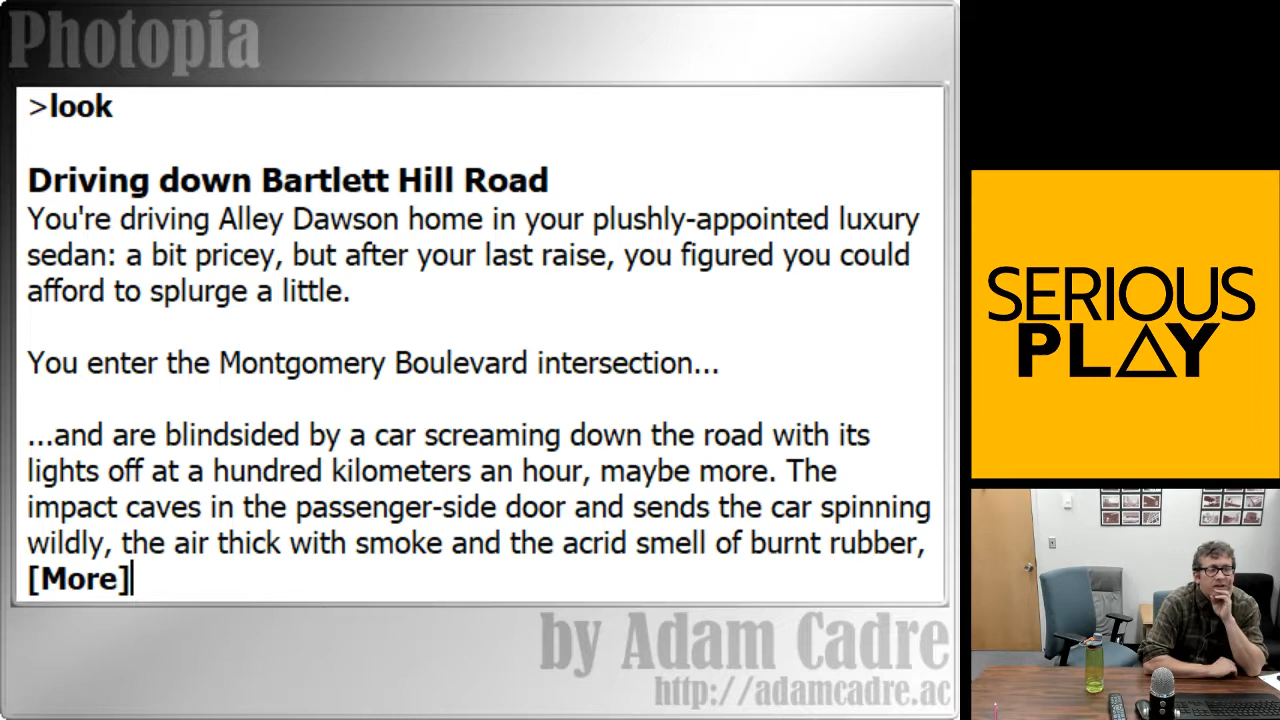 Photopia
>look
Driving down Bartlett Hill Road
You're driving Alley Dawson home in your plushly-appointed luxury
sedan: a bit pricey, but after your last raise, you figured you could
afford to splurge a little.
You enter the Montgomery Boulevard intersection...
...and are blindsided by a car screaming down the road with its
lights off at a hundred kilometers an hour, maybe more. The
impact caves in the passenger-side door and sends the car spinning
wildly, the air thick with smoke and the acrid smell of burnt rubber,
[More]
by Adam Cadre
http://adamcadre.ac
SERIOUS
PLAY